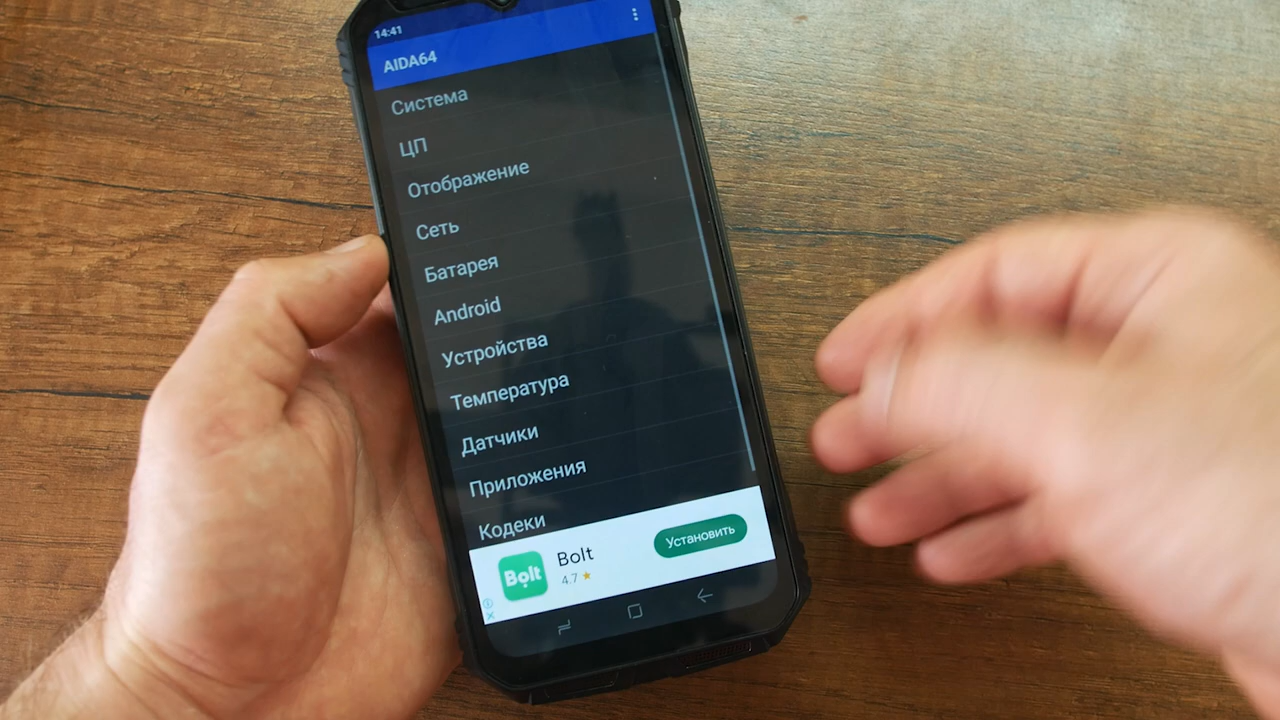 14:41
AIDA64
Система
ЦП
Отображение
Сеть
Батарея
Android
Устройства
Температура
Датчики
Приложения
Кодеки
Bolt
Bolt
4.7 ★
Установить